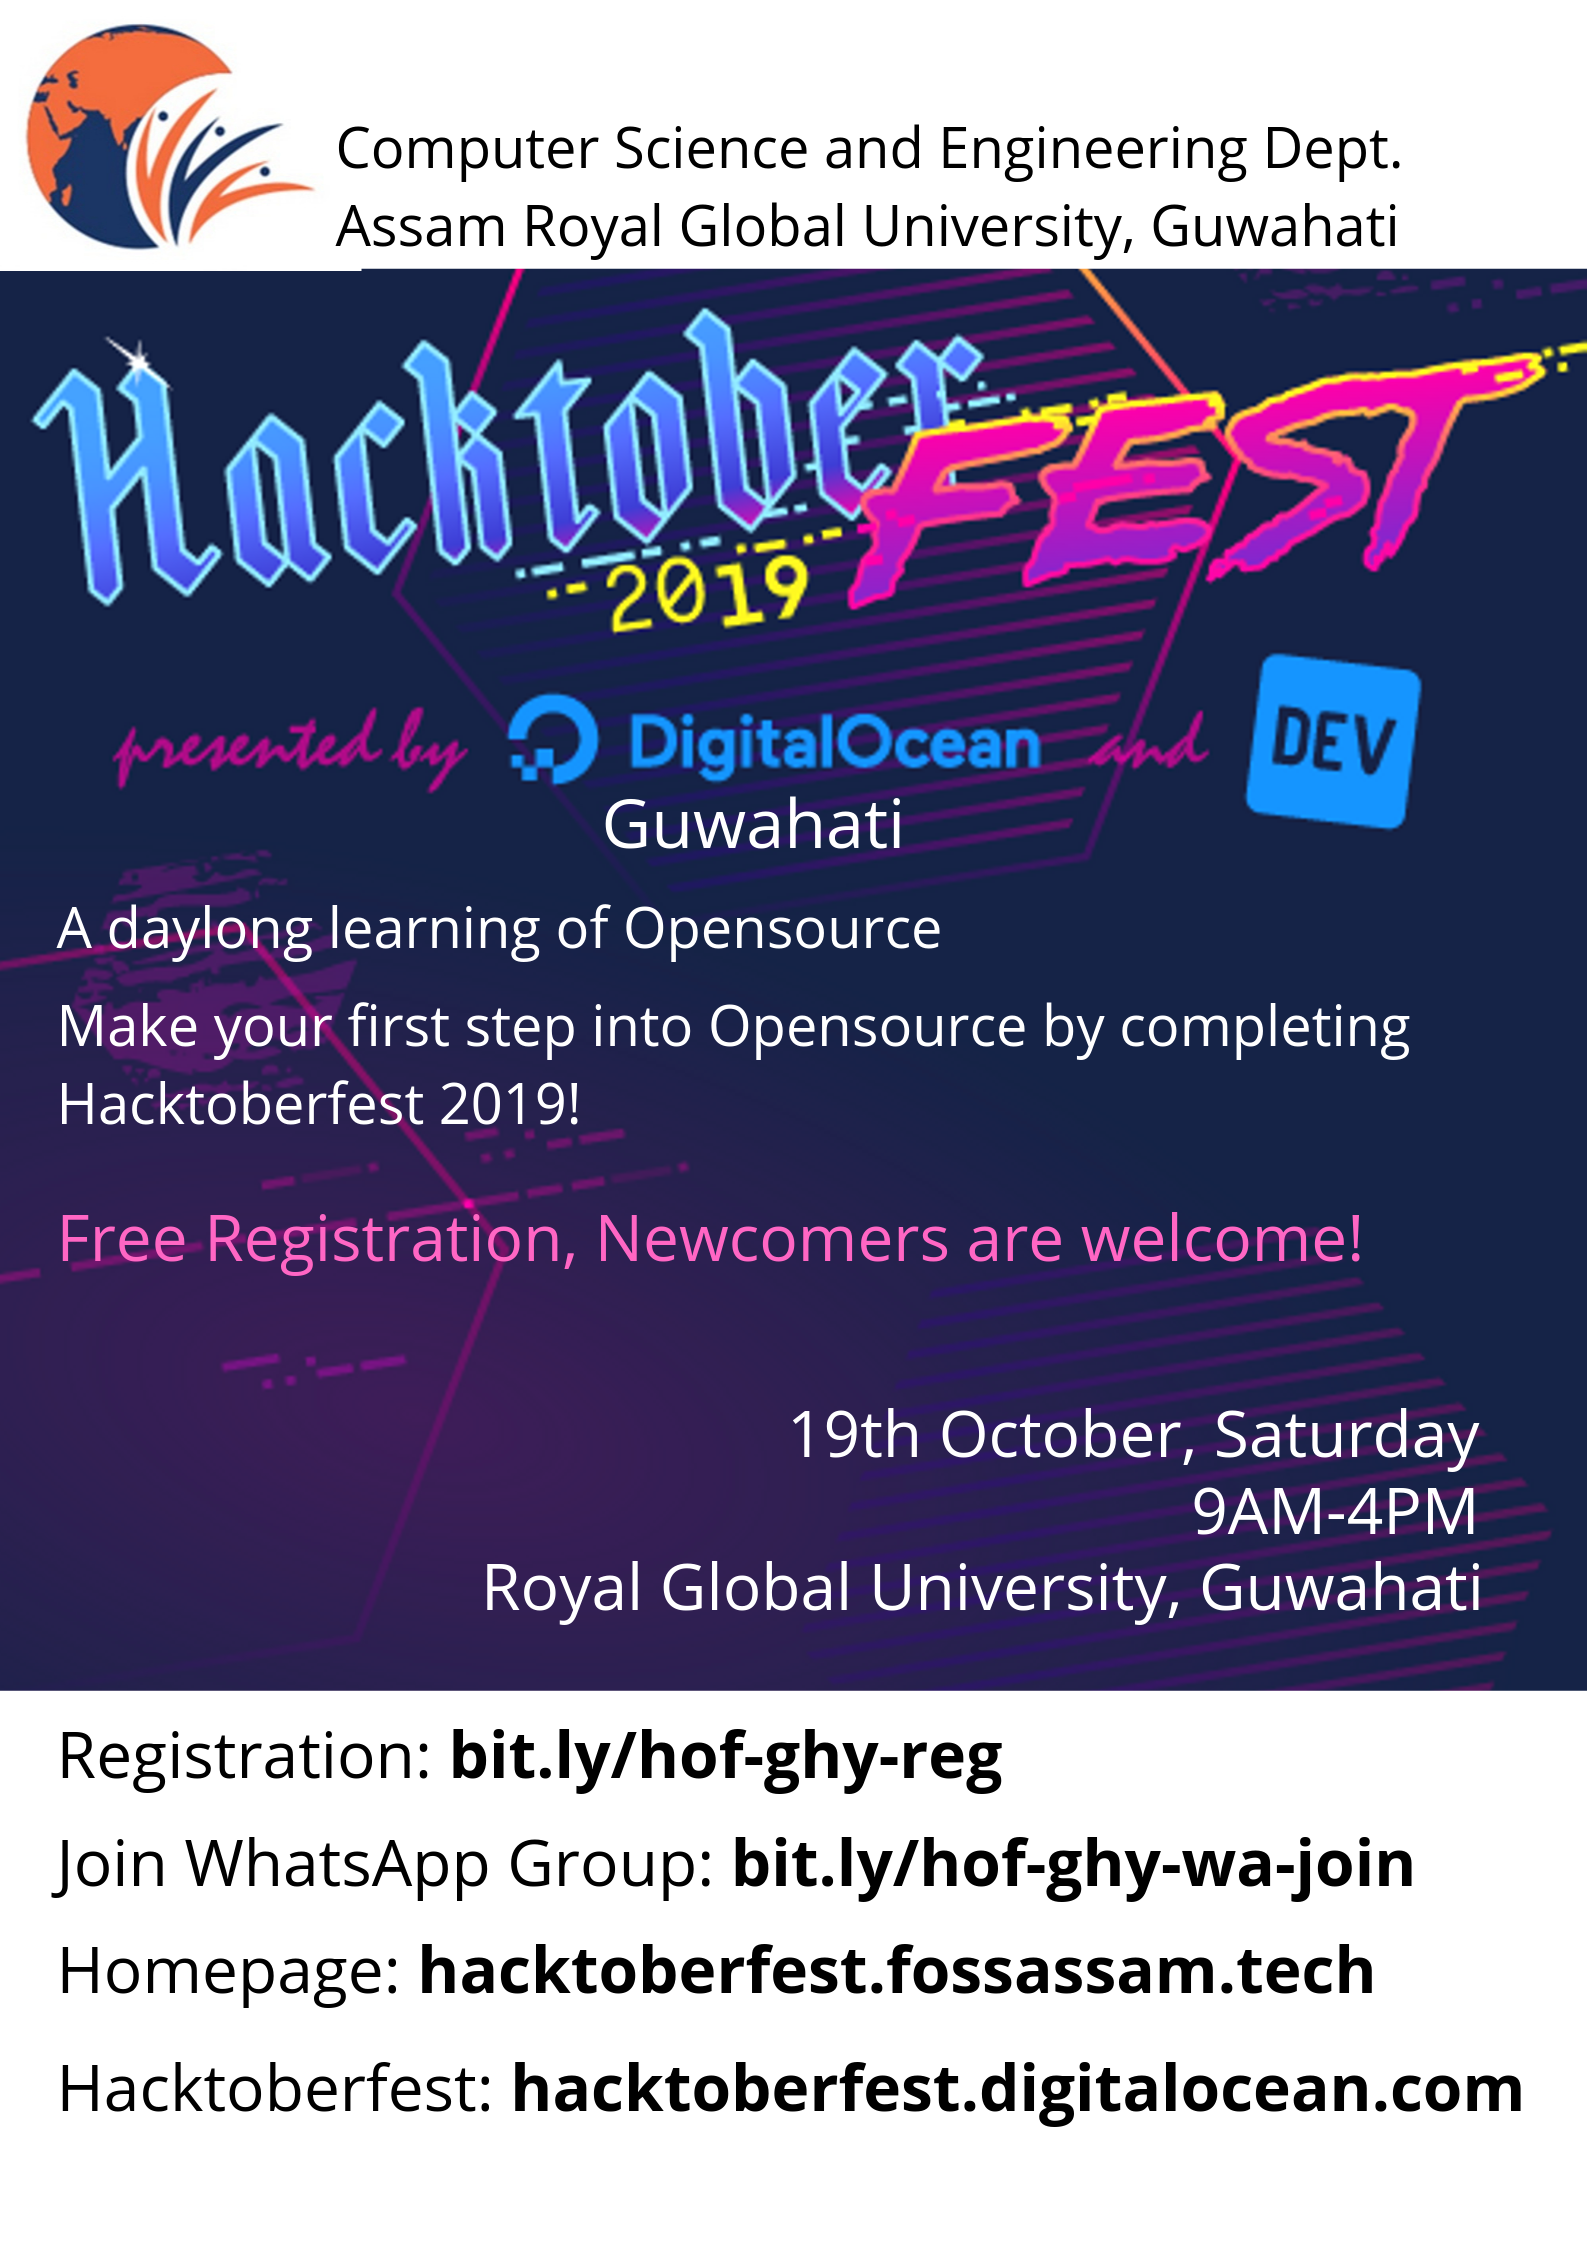 Computer Science and Engineering Dept.
Assam Royal Global University, Guwahati
Hacktober FEST
2019
presented by DigitalOcean and DEV
Guwahati
A daylong learning of Opensource
Make your first step into Opensource by completing
Hacktoberfest 2019!
Free Registration, Newcomers are welcome!
19th October, Saturday
9AM-4PM
Royal Global University, Guwahati
Registration: bit.ly/hof-ghy-reg
Join WhatsApp Group: bit.ly/hof-ghy-wa-join
Homepage: hacktoberfest.fossassam.tech
Hacktoberfest: hacktoberfest.digitalocean.com